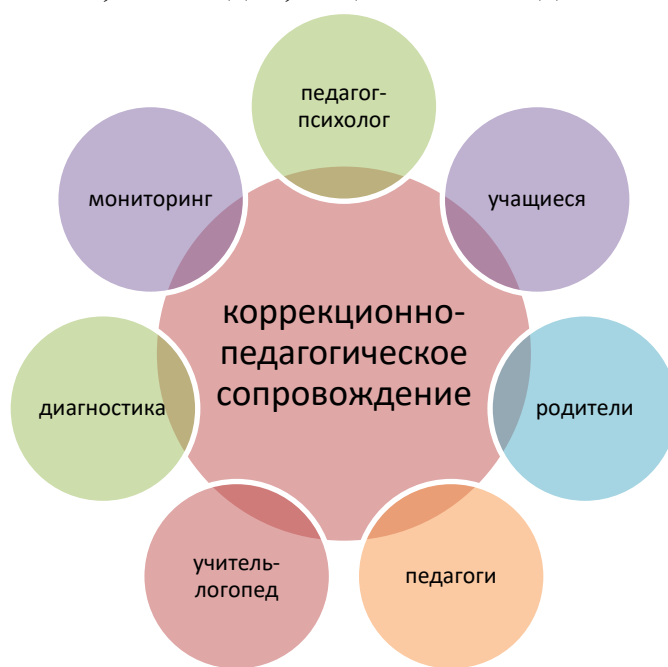 педагог-
психолог
мониторинг
учащиеся
коррекционно-
педагогическое
сопровождение
диагностика
родители
учитель-
логопед
педагоги